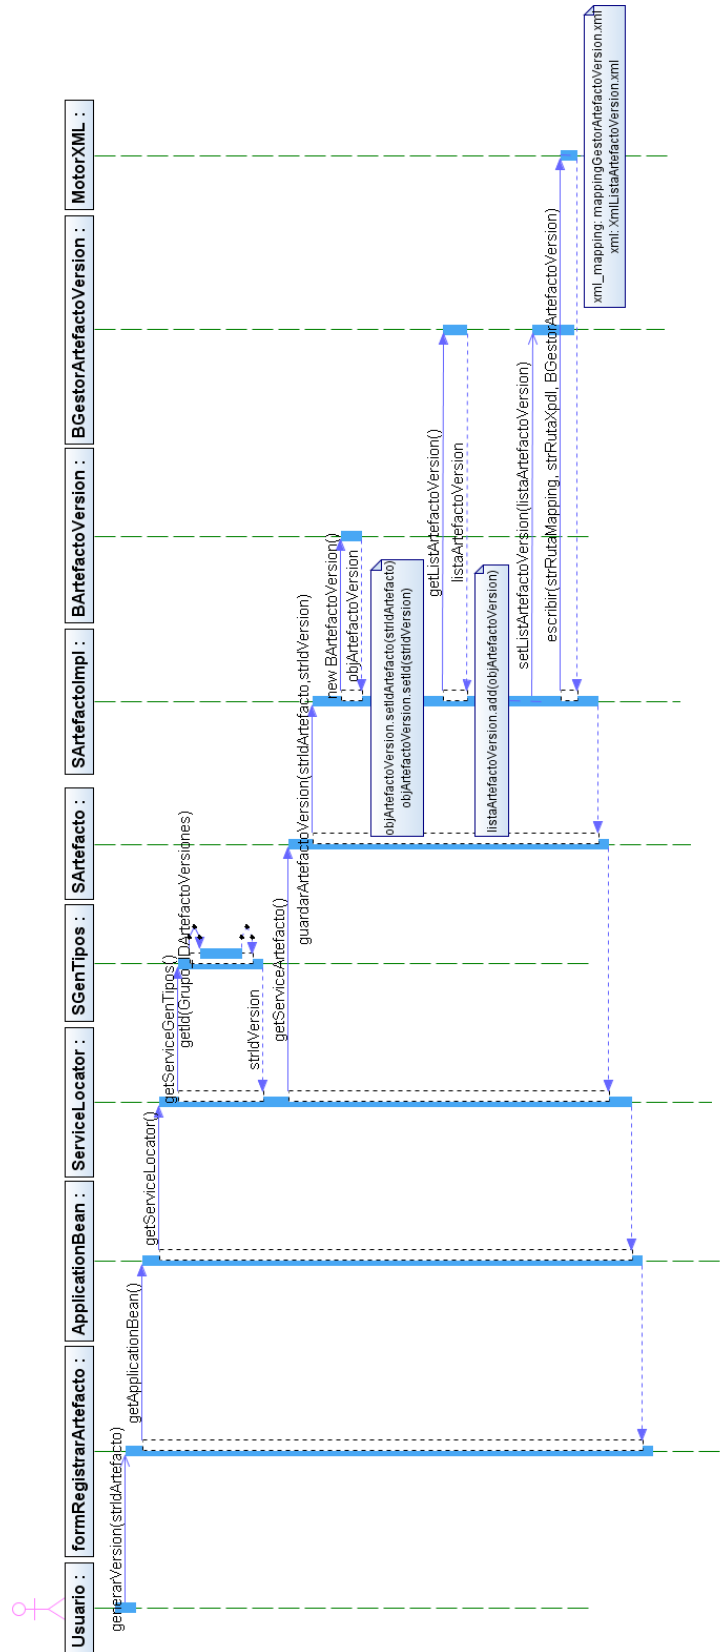 Usuario :
formRegistrarArtefacto :
ApplicationBean :
ServiceLocator :
SGenTipos :
SArtefacto :
SArtefactoImpl :
BArtefactoVersion :
BGestorArtefactoVersion :
MotorXML :
generarVersion(strIdArtefacto)
getApplicationBean()
getServiceLocator()
getServiceGenTipos()
getId(Grupo.IDArtefactoVersiones)
strIdVersion
getServiceArtefacto()
guardarArtefactoVersion(strIdArtefacto,strIdVersion)
new BArtefactoVersion()
objArtefactoVersion
objArtefactoVersion.setIdArtefacto(strIdArtefacto)
objArtefactoVersion.setId(strIdVersion)
getListArtefactoVersion()
listaArtefactoVersion
listaArtefactoVersion.add(objArtefactoVersion)
setListArtefactoVersion(listaArtefactoVersion)
escribir(strRutaMapping, strRutaXpdl, BGestorArtefactoVersion)
xml_mapping: mappingGestorArtefactoVersion.xml
xml: XmlListaArtefactoVersion.xml